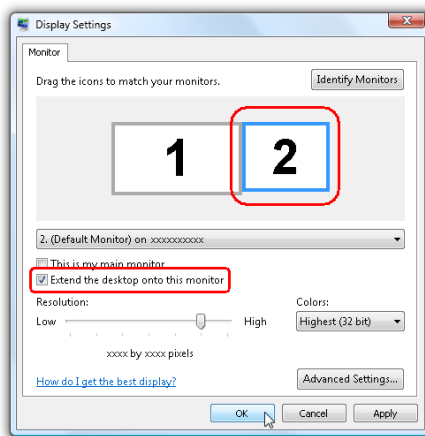 Display Settings
Monitor
Drag the icons to match your monitors.
Identify Monitors
1
2
2. (Default Monitor) on xxxxxxxxxx
This is my main monitor
Extend the desktop onto this monitor
Resolution:
Colors:
Low
High
Highest (32 bit)
xxxx by xxxx pixels
How do I get the best display?
Advanced Settings...
OK
Cancel
Apply